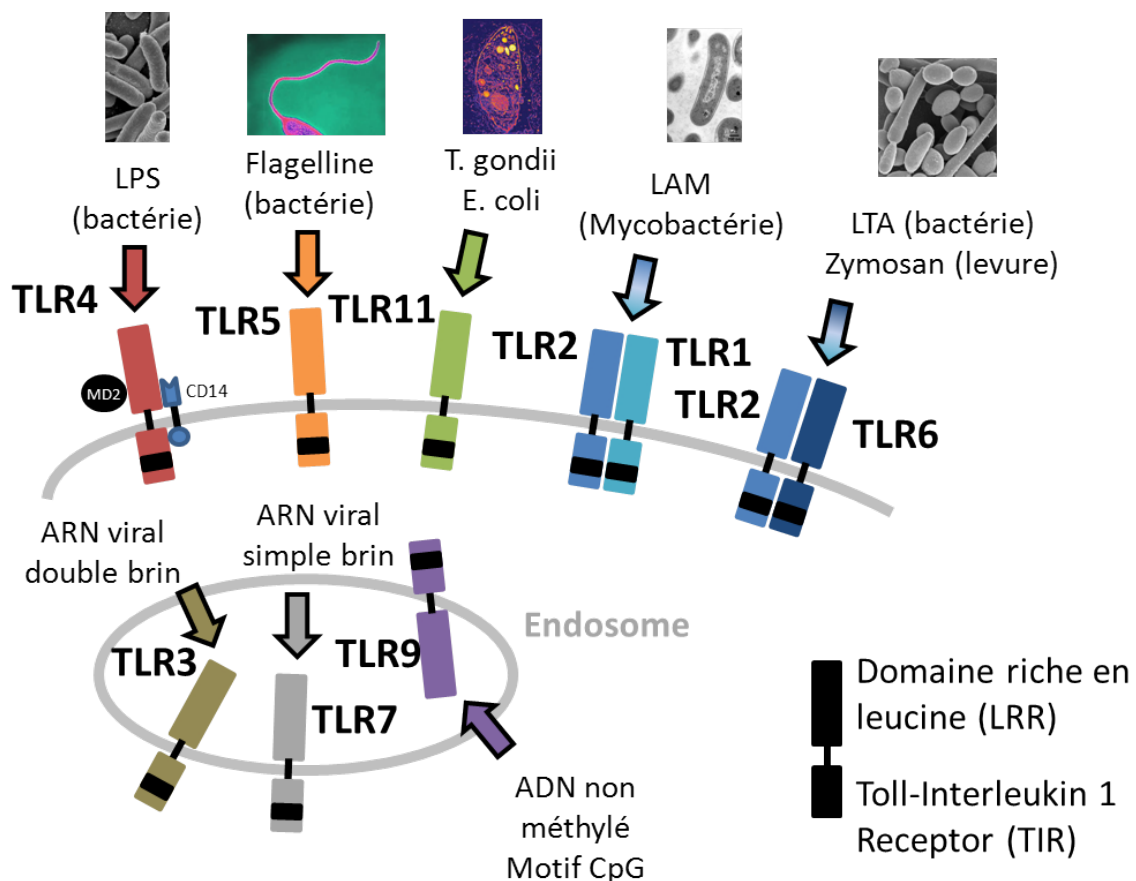 LPS
(bactérie)
Flagelline
(bactérie)
T. gondii
E. coli
LAM
(Mycobactérie)
LTA (bactérie)
Zymosan (levure)
TLR4
TLR5
TLR11
TLR2
TLR1
TLR2
TLR6
MD2
CD14
ARN viral
double brin
ARN viral
simple brin
Endosome
TLR3
TLR7
TLR9
ADN non
méthylé
Motif CpG
Domaine riche en
leucine (LRR)
Toll-Interleukin 1
Receptor (TIR)